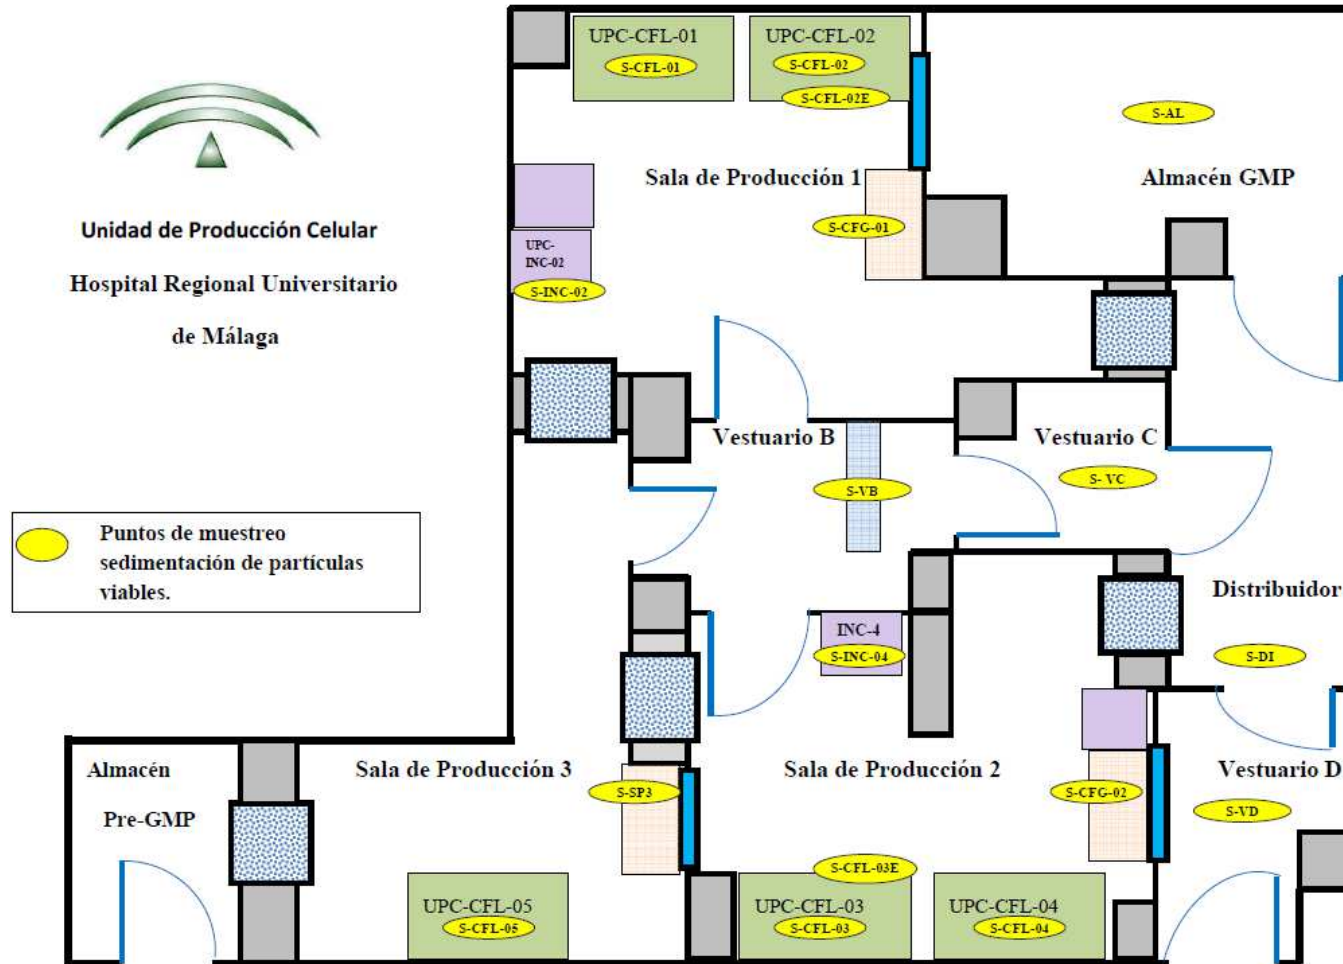 UPC-CFL-01
S-CFL-01
UPC-CFL-02
S-CFL-02
S-CFL-02E
S-AL
Sala de Producción 1
Almacén GMP
Unidad de Producción Celular
Hospital Regional Universitario
de Málaga
S-CFG-01
UPC-
INC-02
S-INC-02
Vestuario B
Vestuario C
S-VB
S- VC
Puntos de muestreo
sedimentación de partículas
viables.
Distribuidor
INC-4
S-INC-04
S-DI
Almacén
Pre-GMP
Sala de Producción 3
S-SP3
Sala de Producción 2
S-CFG-02
Vestuario D
S-VD
S-CFL-03E
UPC-CFL-05
S-CFL-05
UPC-CFL-03
S-CFL-03
UPC-CFL-04
S-CFL-04